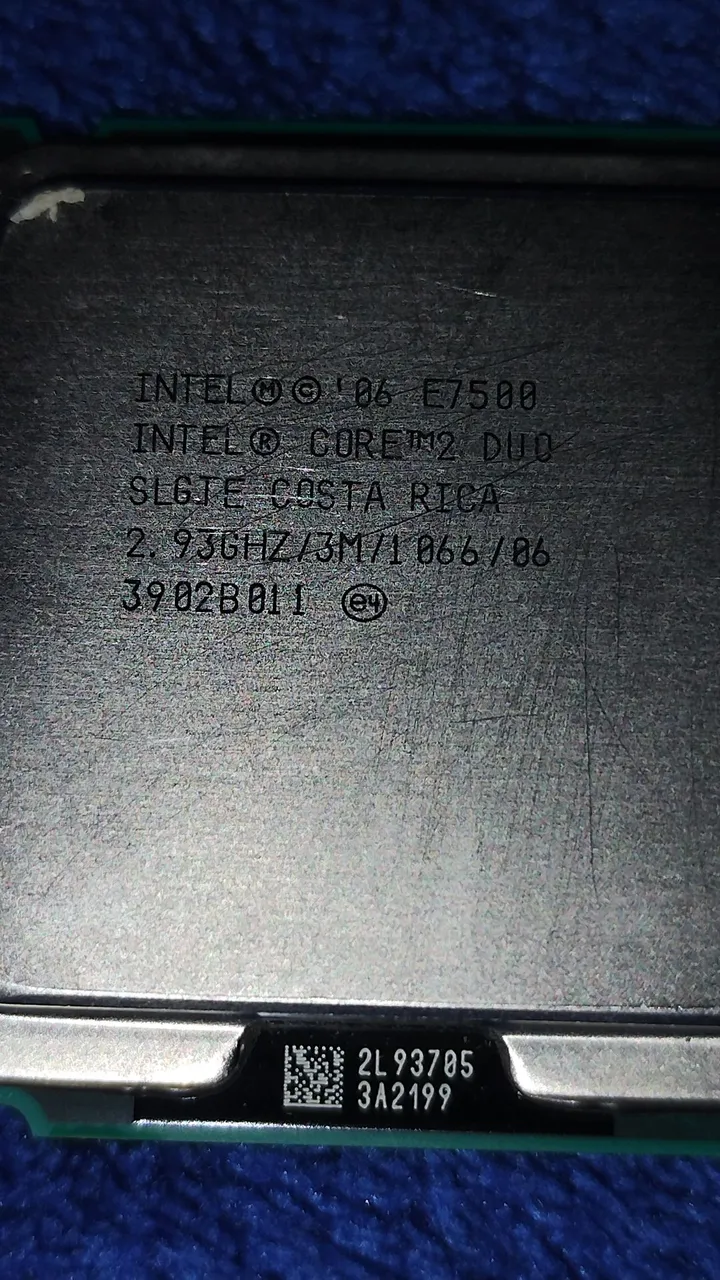 INTEL Ⓜ © '06 E7500
INTEL® CORE™2 DUO
SLGTE COSTA RICA
2.93GHZ/3M/1066/06
3902B011 e4
2L93705
3A2199